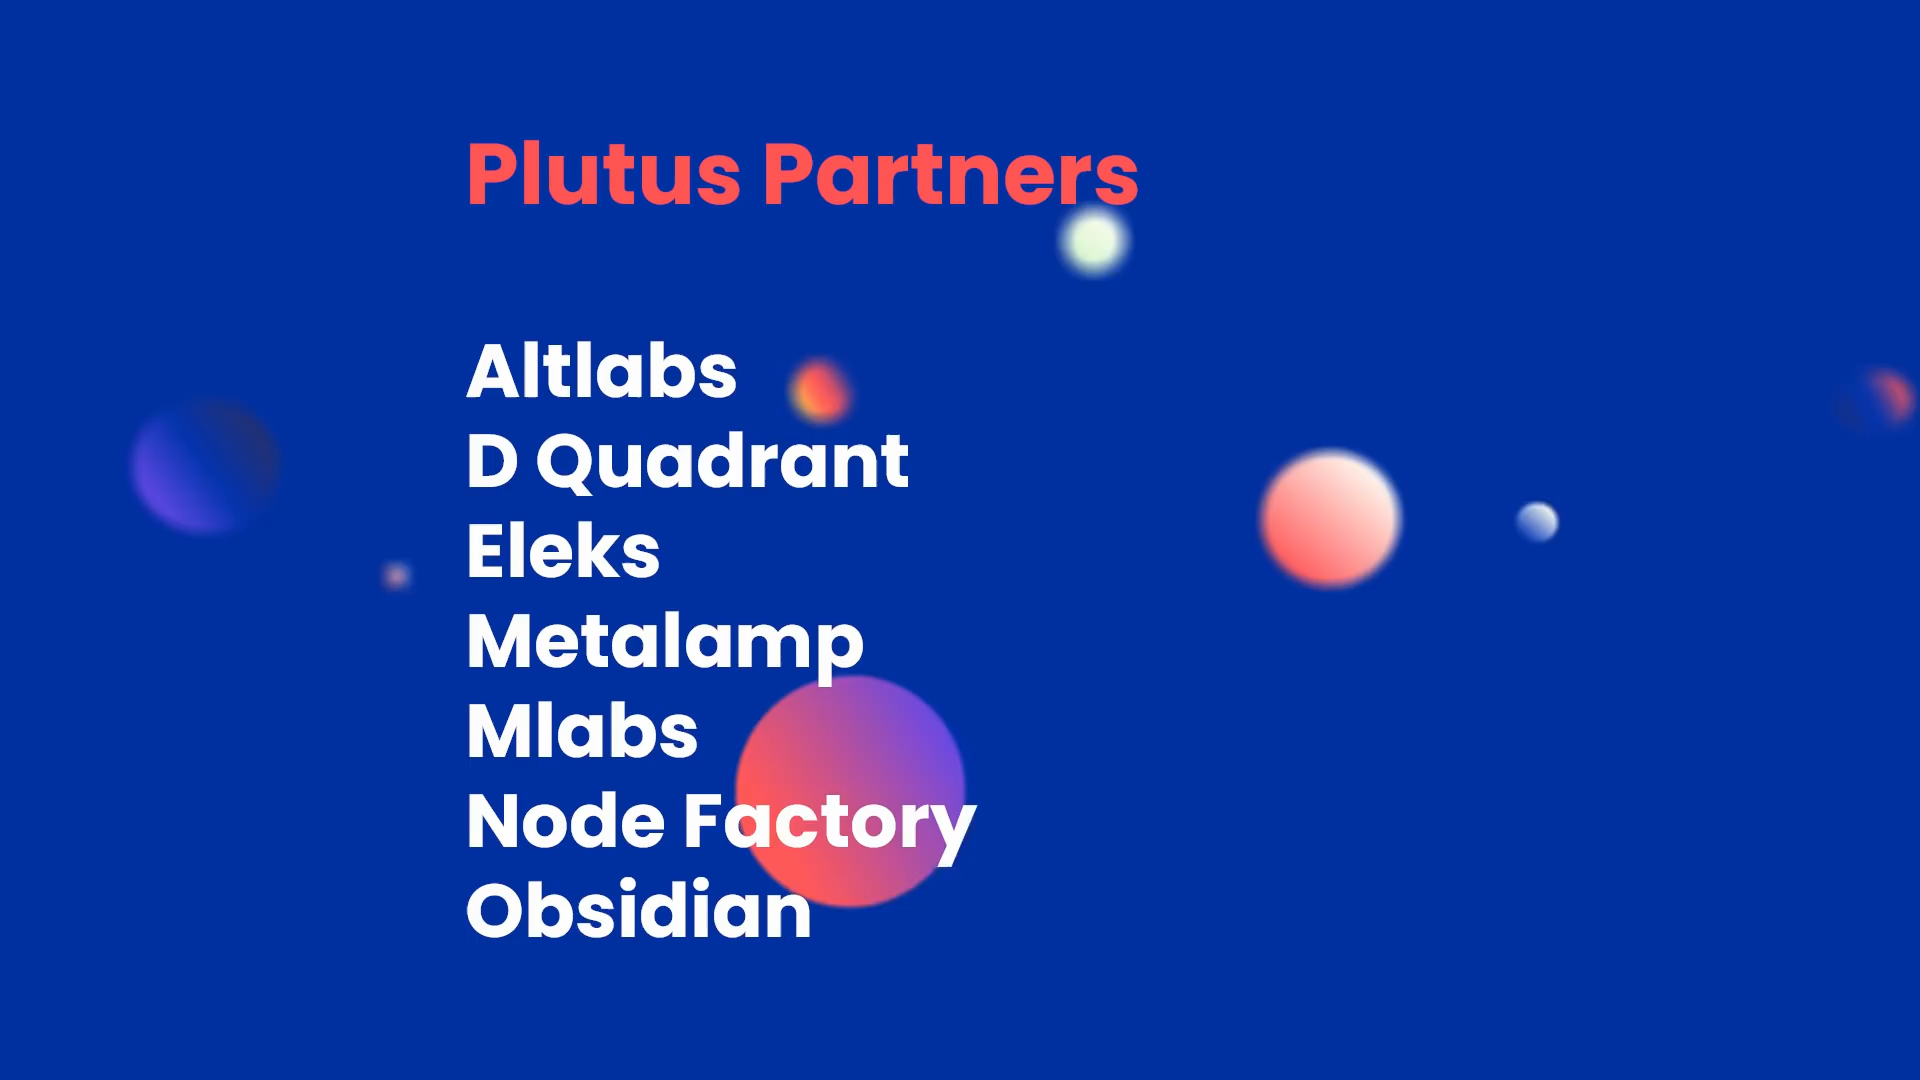 Plutus Partners
Altlabs
D Quadrant
Eleks
Metalamp
Mlabs
Node Factory
Obsidian